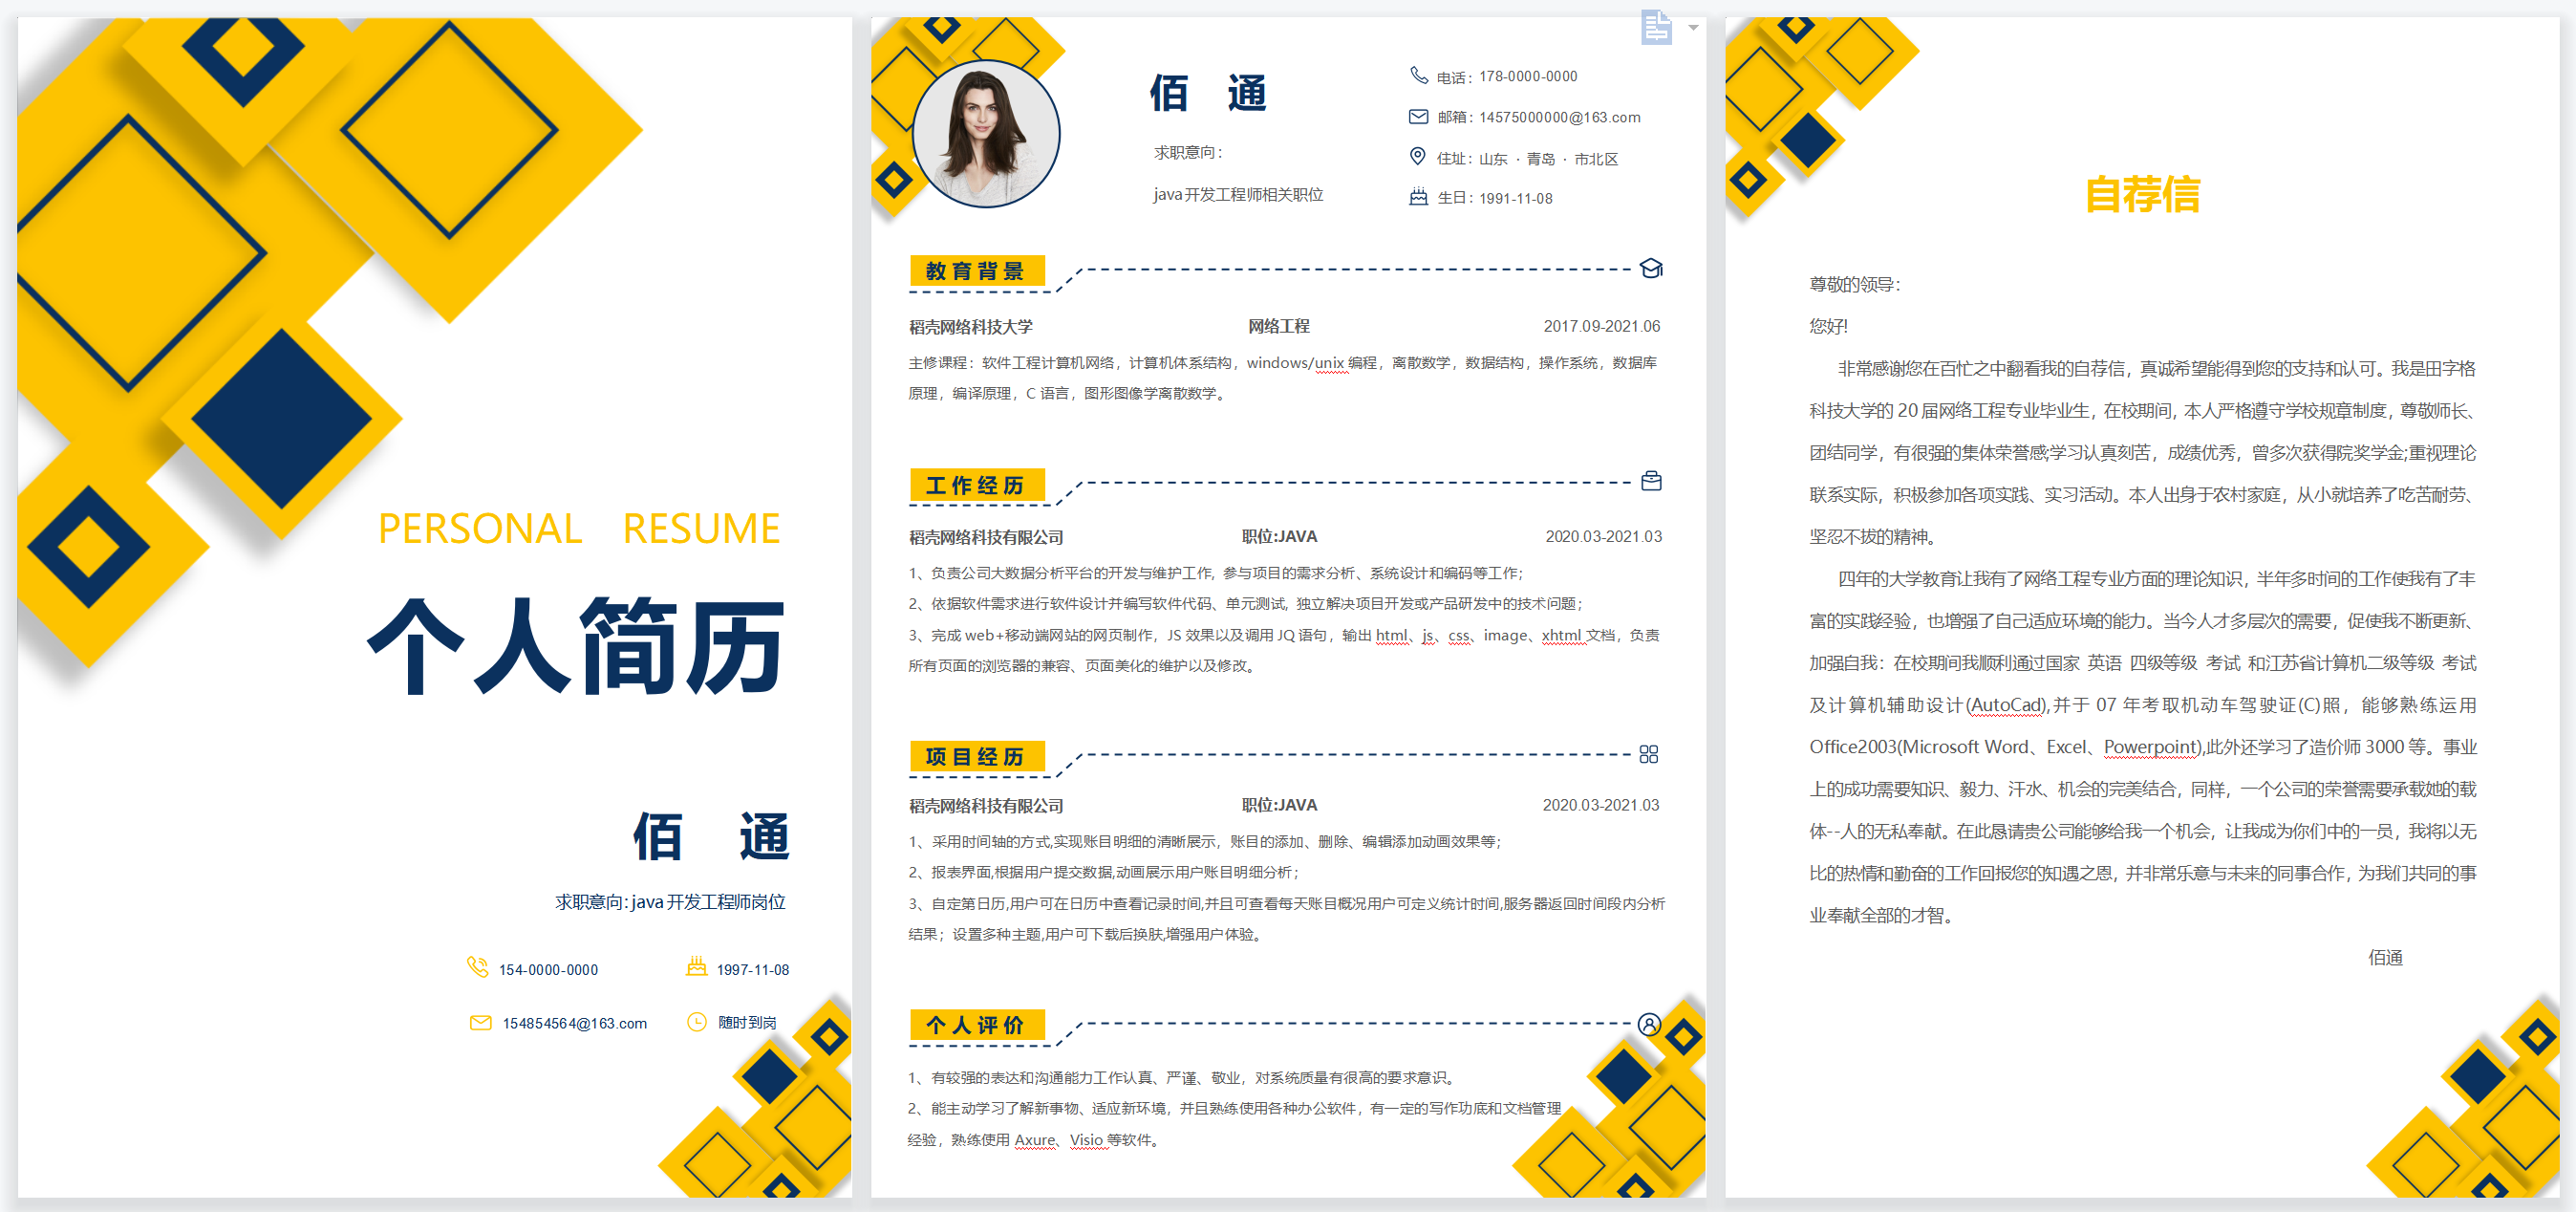 PERSONAL RESUME
个人简历
佰 通
求职意向:java开发工程师岗位
154-0000-0000
1997-11-08
154854564@163.com
随时到岗
佰 通
求职意向：
java开发工程师相关职位
电话：178-0000-0000
邮箱：14575000000@163.com
住址：山东 · 青岛 · 市北区
生日：1991-11-08
教育背景
稻壳网络科技大学 网络工程 2017.09-2021.06
主修课程：软件工程计算机网络，计算机体系结构，windows/unix 编程，离散数学，数据结构，操作系统，数据库
原理，编译原理，C 语言，图形图像学离散数学。
工作经历
稻壳网络科技有限公司 职位:JAVA 2020.03-2021.03
1、负责公司大数据分析平台的开发与维护工作, 参与项目的需求分析、系统设计和编码等工作；
2、依据软件需求进行软件设计并编写软件代码、单元测试, 独立解决项目开发或产品研发中的技术问题；
3、完成 web+移动端网站的网页制作，JS 效果以及调用 JQ 语句，输出 html、js、css、image、xhtml 文档，负责
所有页面的浏览器的兼容、页面美化的维护以及修改。
项目经历
稻壳网络科技有限公司 职位:JAVA 2020.03-2021.03
1、采用时间轴的方式,实现账目明细的清晰展示，账目的添加、删除、编辑添加动画效果等；
2、报表界面,根据用户提交数据,动画展示用户账目明细分析；
3、自定第日历,用户可在日历中查看记录时间,并且可查看每天账目概况用户可定义统计时间,服务器返回时间段内分析
结果；设置多种主题,用户可下载后换肤,增强用户体验。
个人评价
1、有较强的表达和沟通能力工作认真、严谨、敬业，对系统质量有很高的要求意识。
2、能主动学习了解新事物、适应新环境，并且熟练使用各种办公软件，有一定的写作功底和文档管理
经验，熟练使用 Axure、Visio 等软件。
自荐信
尊敬的领导：
您好!
非常感谢您在百忙之中翻看我的自荐信，真诚希望能得到您的支持和认可。我是田字格
科技大学的 20 届网络工程专业毕业生，在校期间，本人严格遵守学校规章制度，尊敬师长、
团结同学，有很强的集体荣誉感;学习认真刻苦，成绩优秀，曾多次获得院奖学金;重视理论
联系实际，积极参加各项实践、实习活动。本人出身于农村家庭，从小就培养了吃苦耐劳、
坚忍不拔的精神。
四年的大学教育让我有了网络工程专业方面的理论知识，半年多时间的工作使我有了丰
富的实践经验，也增强了自己适应环境的能力。当今人才多层次的需要，促使我不断更新、
加强自我：在校期间我顺利通过国家 英语 四级等级 考试 和江苏省计算机二级等级 考试
及计算机辅助设计(AutoCad),并于 07 年考取机动车驾驶证(C)照，能够熟练运用
Office2003(Microsoft Word、Excel、Powerpoint),此外还学习了造价师 3000 等。事业
上的成功需要知识、毅力、汗水、机会的完美结合，同样，一个公司的荣誉需要承载她的载
体--人的无私奉献。在此恳请贵公司能够给我一个机会，让我成为你们中的一员，我将以无
比的热情和勤奋的工作回报您的知遇之恩，并非常乐意与未来的同事合作，为我们共同的事
业奉献全部的才智。
佰通